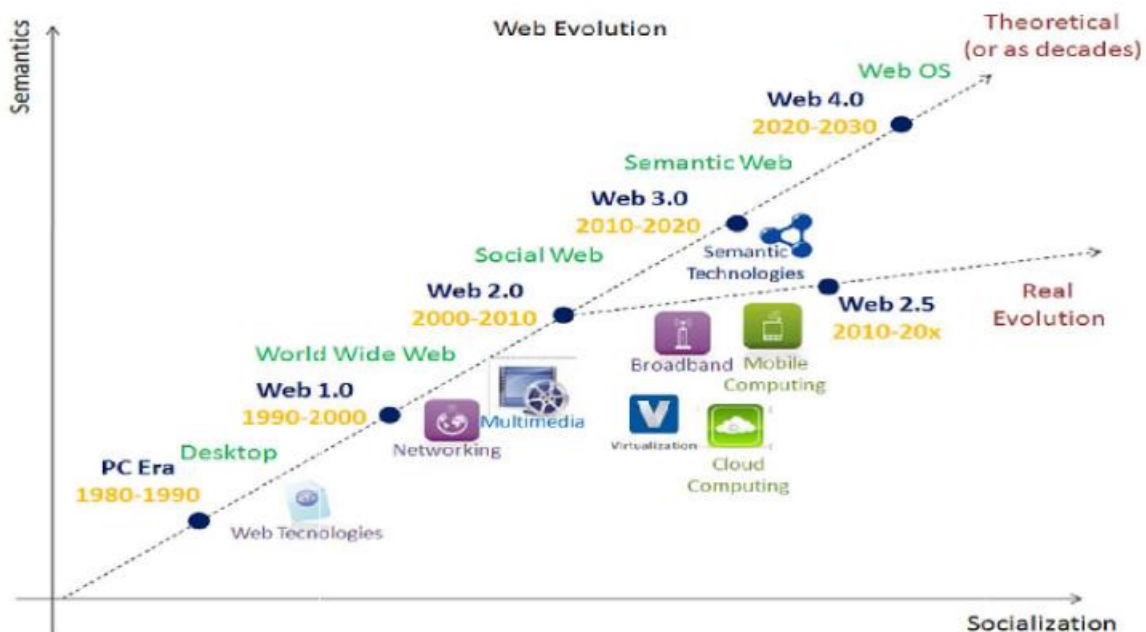 Web Evolution
Semantics
Theoretical
(or as decades)
Web OS
Web 4.0
2020-2030
Semantic Web
Web 3.0
2010-2020
Semantic
Technologies
Social Web
Web 2.0
2000-2010
Web 2.5
2010-20x
Real
Evolution
Broadband
Mobile
Computing
World Wide Web
Web 1.0
1990-2000
Networking
Multimedia
V
Virtualization
Cloud
Computing
Desktop
PC Era
1980-1990
Web Tecnologies
Socialization